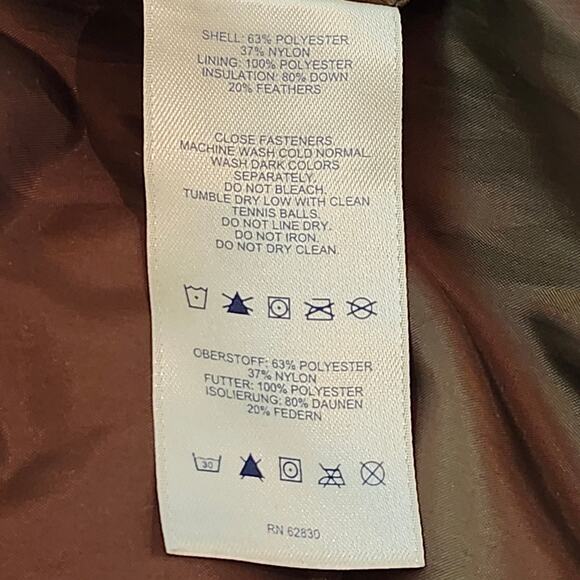 SHELL: 63% POLYESTER
37% NYLON
LINING: 100% POLYESTER
INSULATION: 80% DOWN
20% FEATHERS
CLOSE FASTENERS.
MACHINE WASH COLD NORMAL.
WASH DARK COLORS
SEPARATELY.
DO NOT BLEACH.
TUMBLE DRY LOW WITH CLEAN
TENNIS BALLS.
DO NOT LINE DRY.
DO NOT IRON.
DO NOT DRY CLEAN.
OBERSTOFF: 63% POLYESTER
37% NYLON
FUTTER: 100% POLYESTER
ISOLIERUNG: 80% DAUNEN
20% FEDERN
30
RN 62830